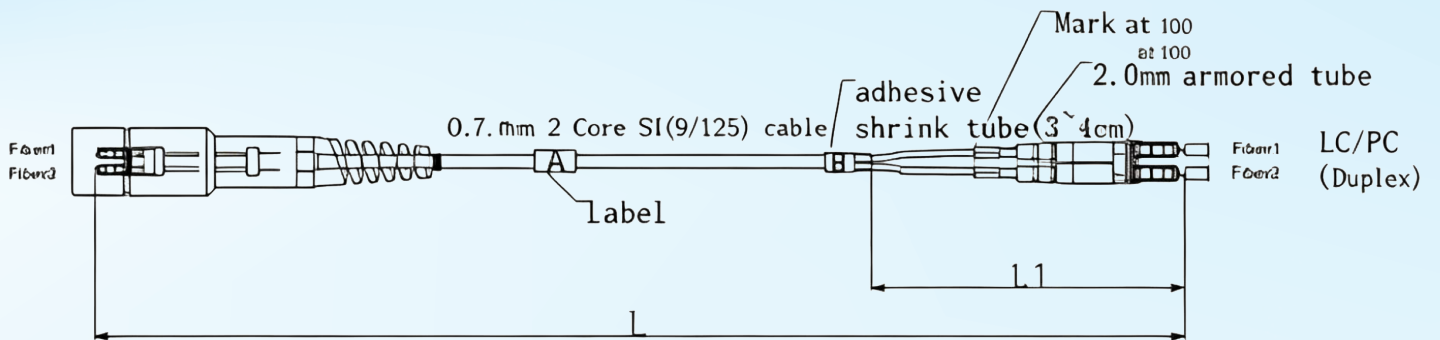 Mark at 100
at 100
2.0mm armored tube
adhesive
shrink tube(3~4cm)
0.7.mm 2 Core SI(9/125) cable
A
B
label
LC/PC
(Duplex)
L1
L